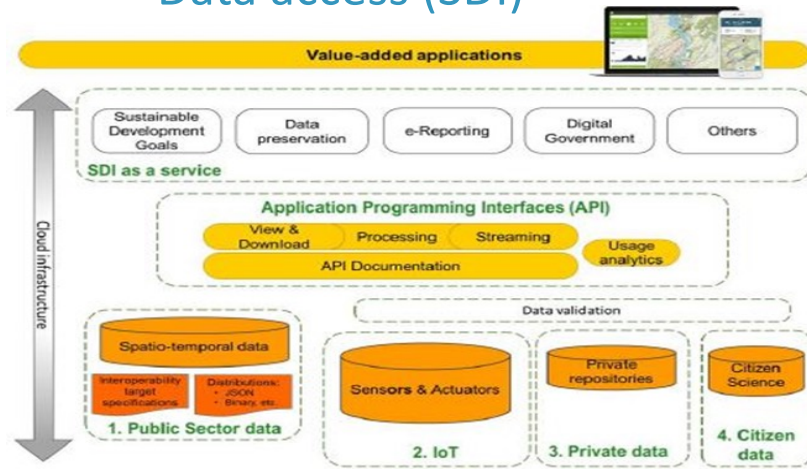 Data access (SDI)
Value-added applications
Sustainable
Development
Goals
Data
preservation
e-Reporting
Digital
Government
Others
SDI as a service
Cloud infrastructure
Application Programming Interfaces (API)
View &
Download
Processing
Streaming
Usage
analytics
API Documentation
Data validation
Spatio-temporal data
Interoperability
target
specifications
Distributions:
• JSON
• Binary, etc.
1. Public Sector data
Sensors & Actuators
2. IoT
Private
repositories
3. Private data
Citizen
Science
4. Citizen
data